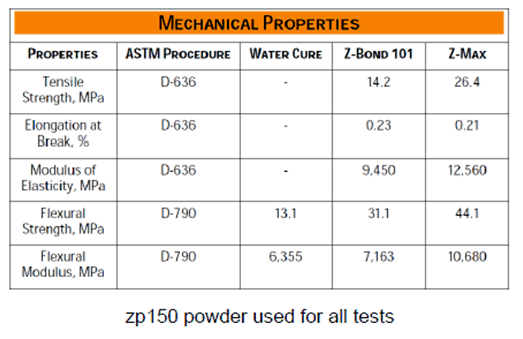 MECHANICAL PROPERTIES
PROPERTIES ASTM PROCEDURE WATER CURE Z-BOND 101 Z-MAX
Tensile Strength, MPa D-636 - 14.2 26.4
Elongation at Break, % D-636 - 0.23 0.21
Modulus of Elasticity, MPa D-636 - 9,450 12,560
Flexural Strength, MPa D-790 13.1 31.1 44.1
Flexural Modulus, MPa D-790 6,355 7,163 10,680
zp150 powder used for all tests